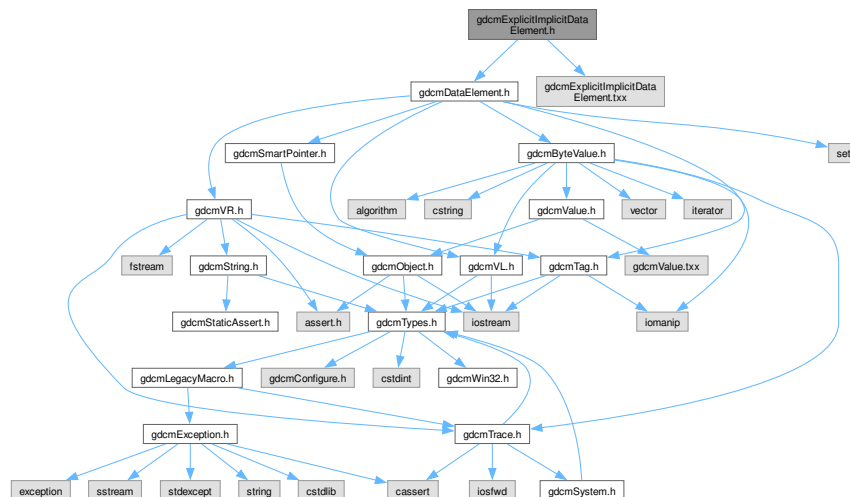 gdcmExplicitImplicitData
Element.h
gdcmDataElement.h
gdcmExplicitImplicitData
Element.txx
gdcmSmartPointer.h
gdcmByteValue.h
set
gdcmVR.h
algorithm
cstring
gdcmValue.h
vector
iterator
fstream
gdcmString.h
gdcmObject.h
gdcmVL.h
gdcmTag.h
gdcmValue.txx
gdcmStaticAssert.h
assert.h
gdcmTypes.h
iostream
iomanip
gdcmLegacyMacro.h
gdcmConfigure.h
cstdint
gdcmWin32.h
gdcmException.h
gdcmTrace.h
exception
sstream
stdexcept
string
cstdlib
cassert
iosfwd
gdcmSystem.h